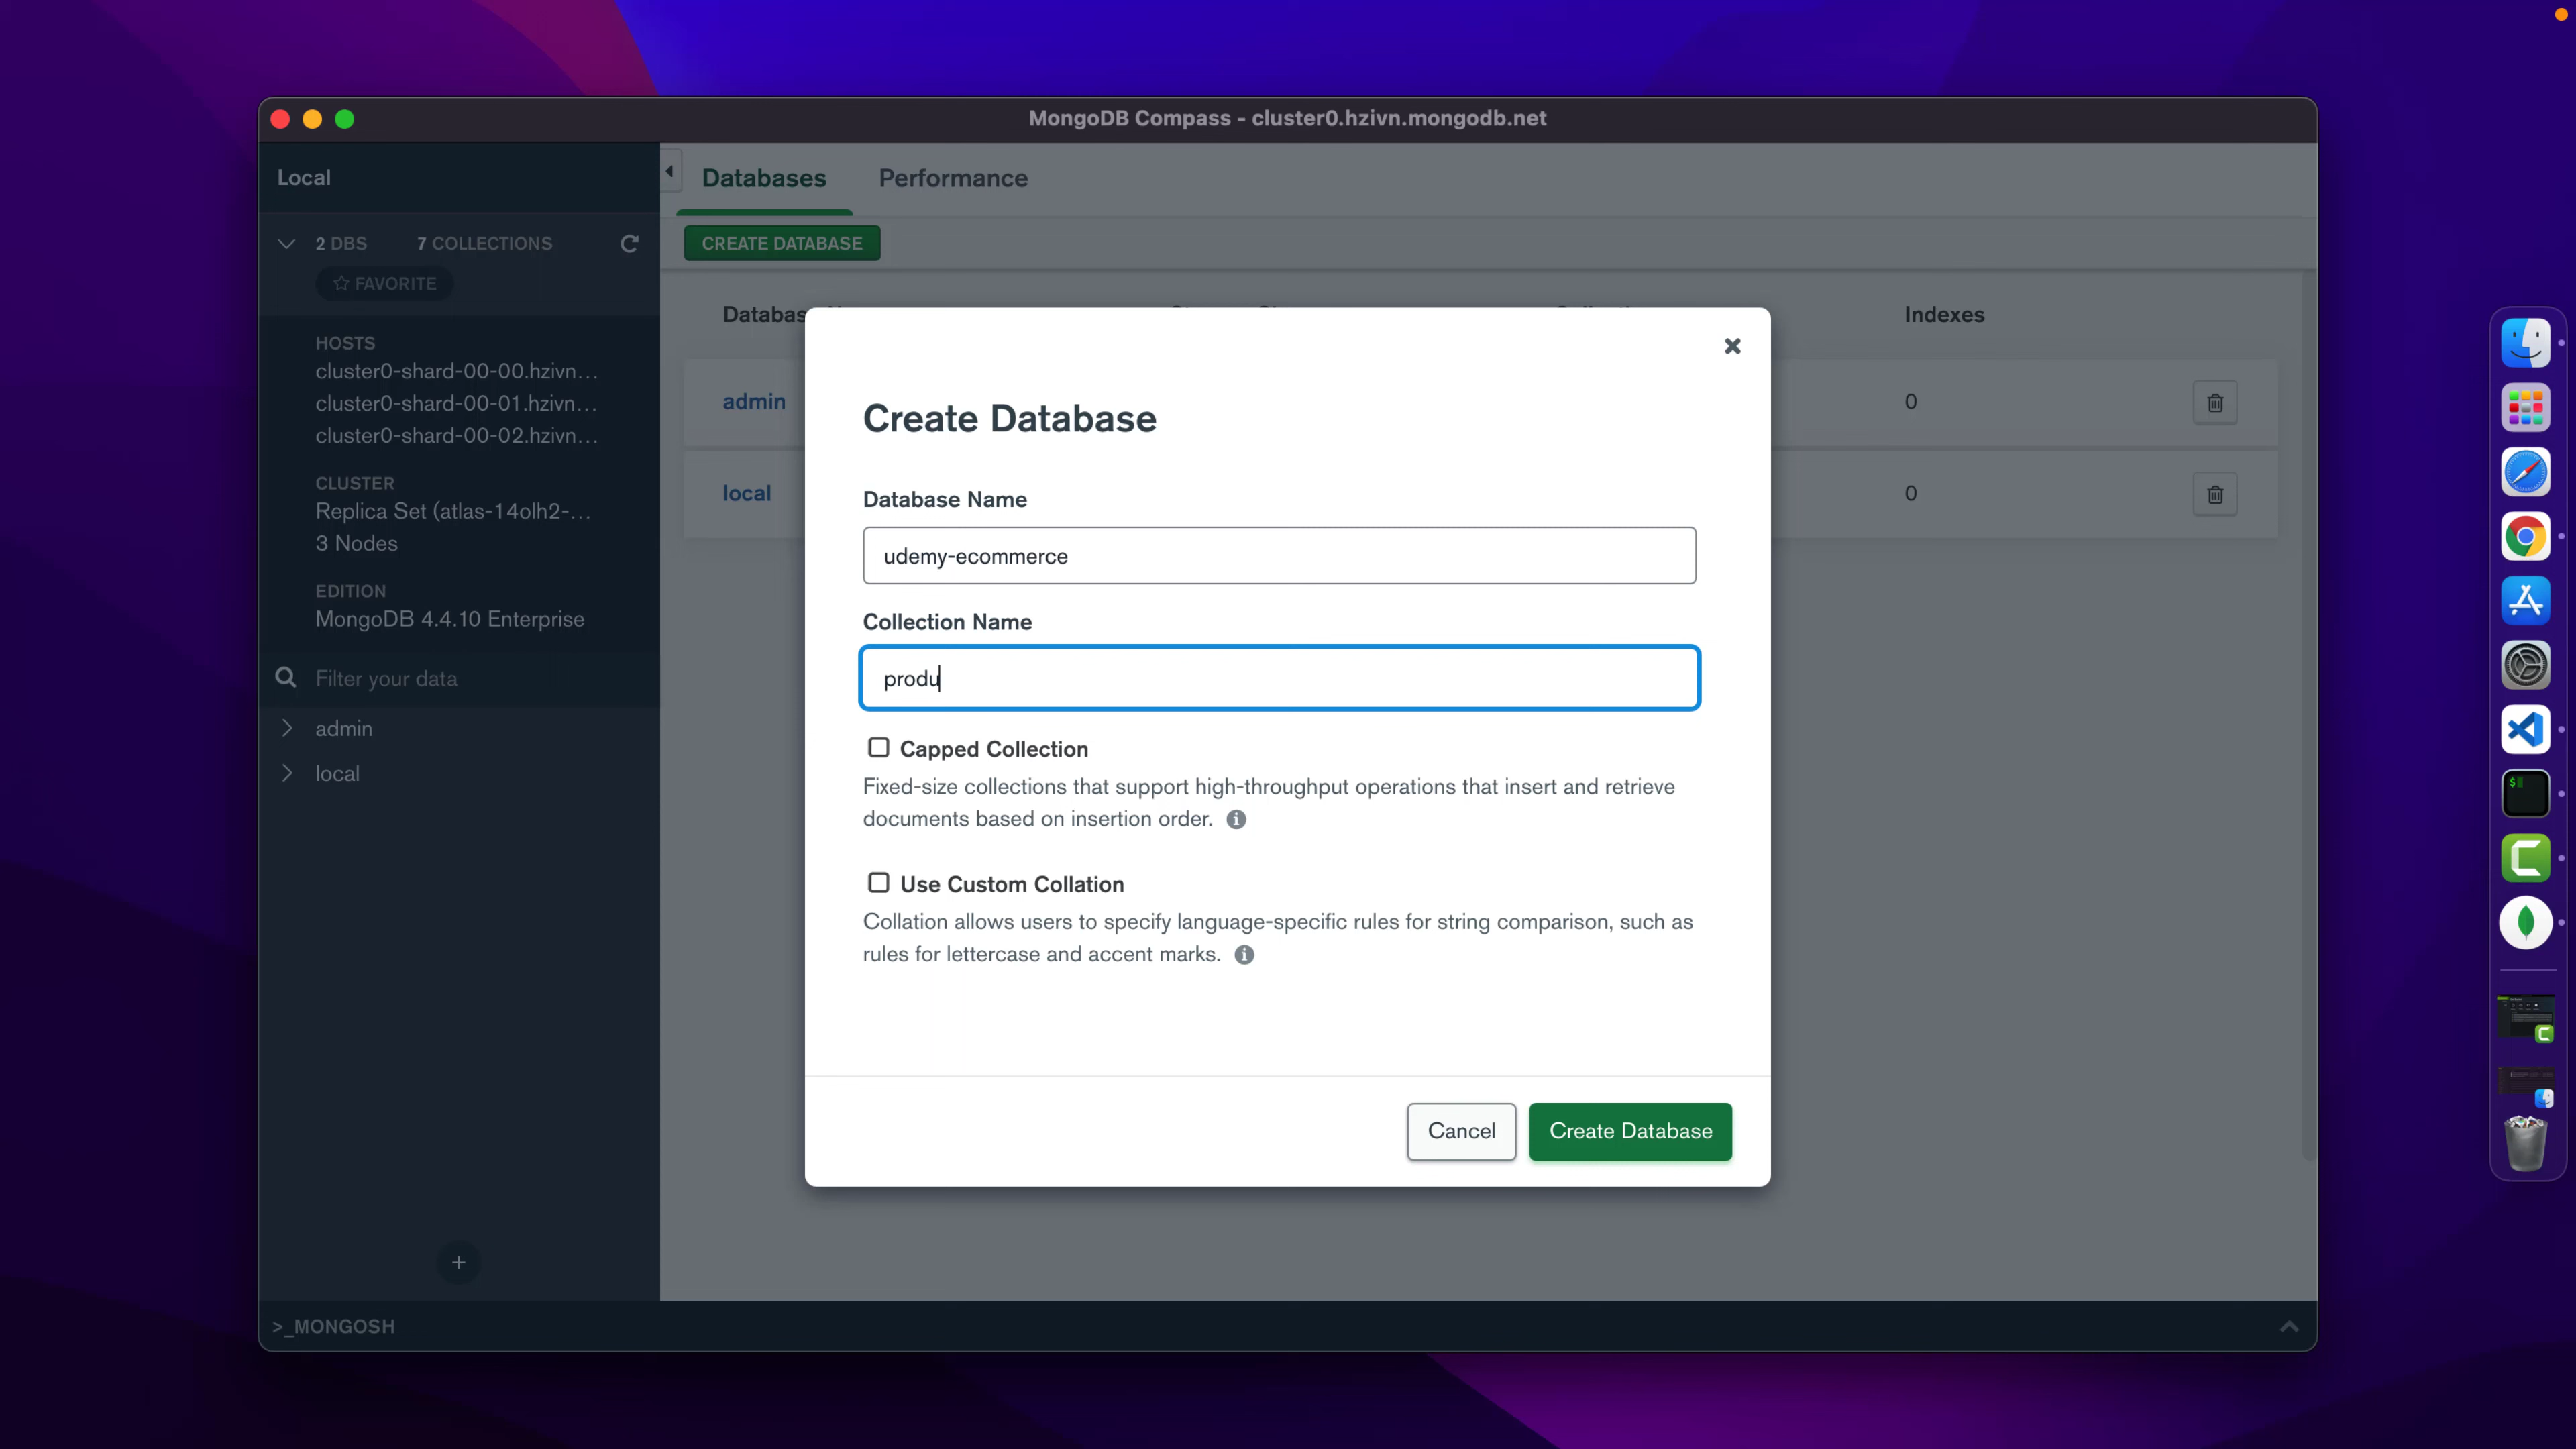 MongoDB Compass - cluster0.hzivn.mongodb.net
Local
Databases
Performance
2 DBS
7 COLLECTIONS
FAVORITE
CREATE DATABASE
HOSTS
cluster0-shard-00-00.hzivn...
cluster0-shard-00-01.hzivn...
cluster0-shard-00-02.hzivn...
CLUSTER
Replica Set (atlas-14olh2-...
3 Nodes
EDITION
MongoDB 4.4.10 Enterprise
Filter your data
admin
local
Databas
Indexes
admin
0
local
0
Create Database
Database Name
udemy-ecommerce
Collection Name
produ
Capped Collection
Fixed-size collections that support high-throughput operations that insert and retrieve
documents based on insertion order.
Use Custom Collation
Collation allows users to specify language-specific rules for string comparison, such as
rules for lettercase and accent marks.
Cancel
Create Database
>_MONGOSH